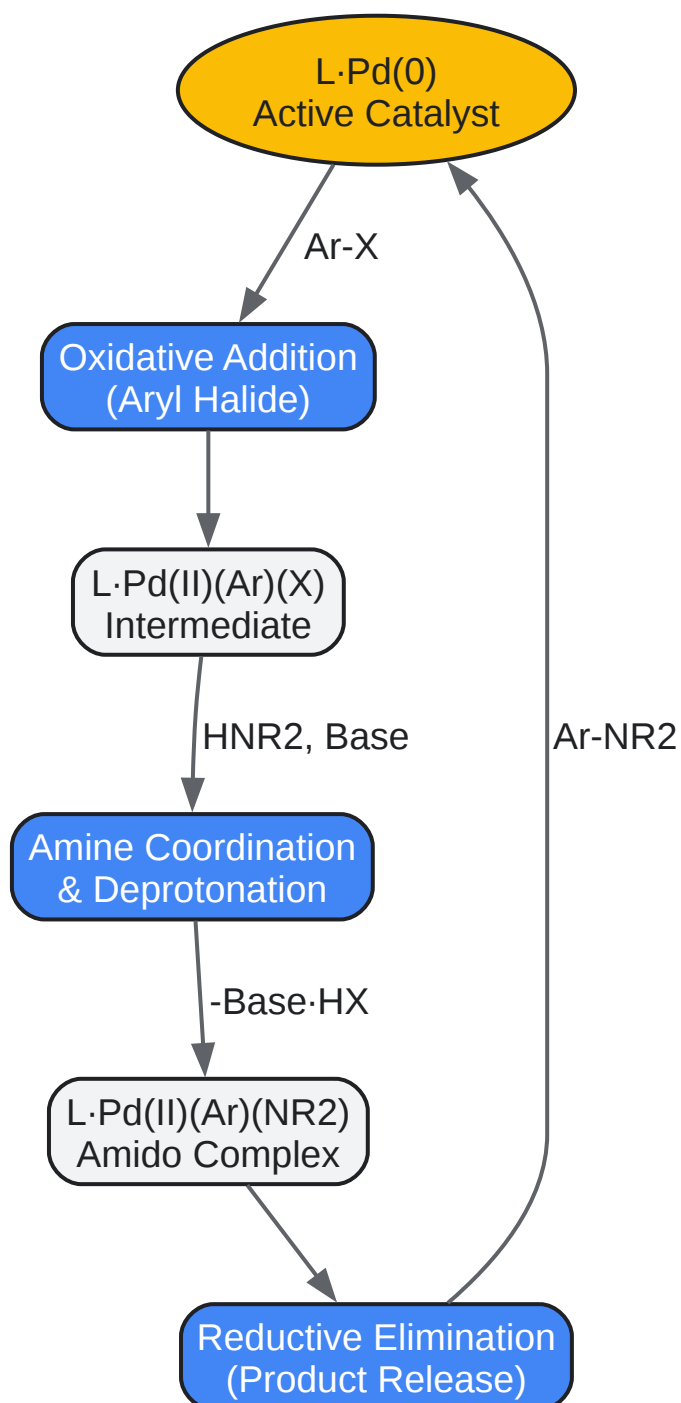 L·Pd(0)
Active Catalyst
Ar-X
Oxidative Addition
(Aryl Halide)
L·Pd(II)(Ar)(X)
Intermediate
HNR2, Base
Ar-NR2
Amine Coordination
& Deprotonation
-Base·HX
L·Pd(II)(Ar)(NR2)
Amido Complex
Reductive Elimination
(Product Release)